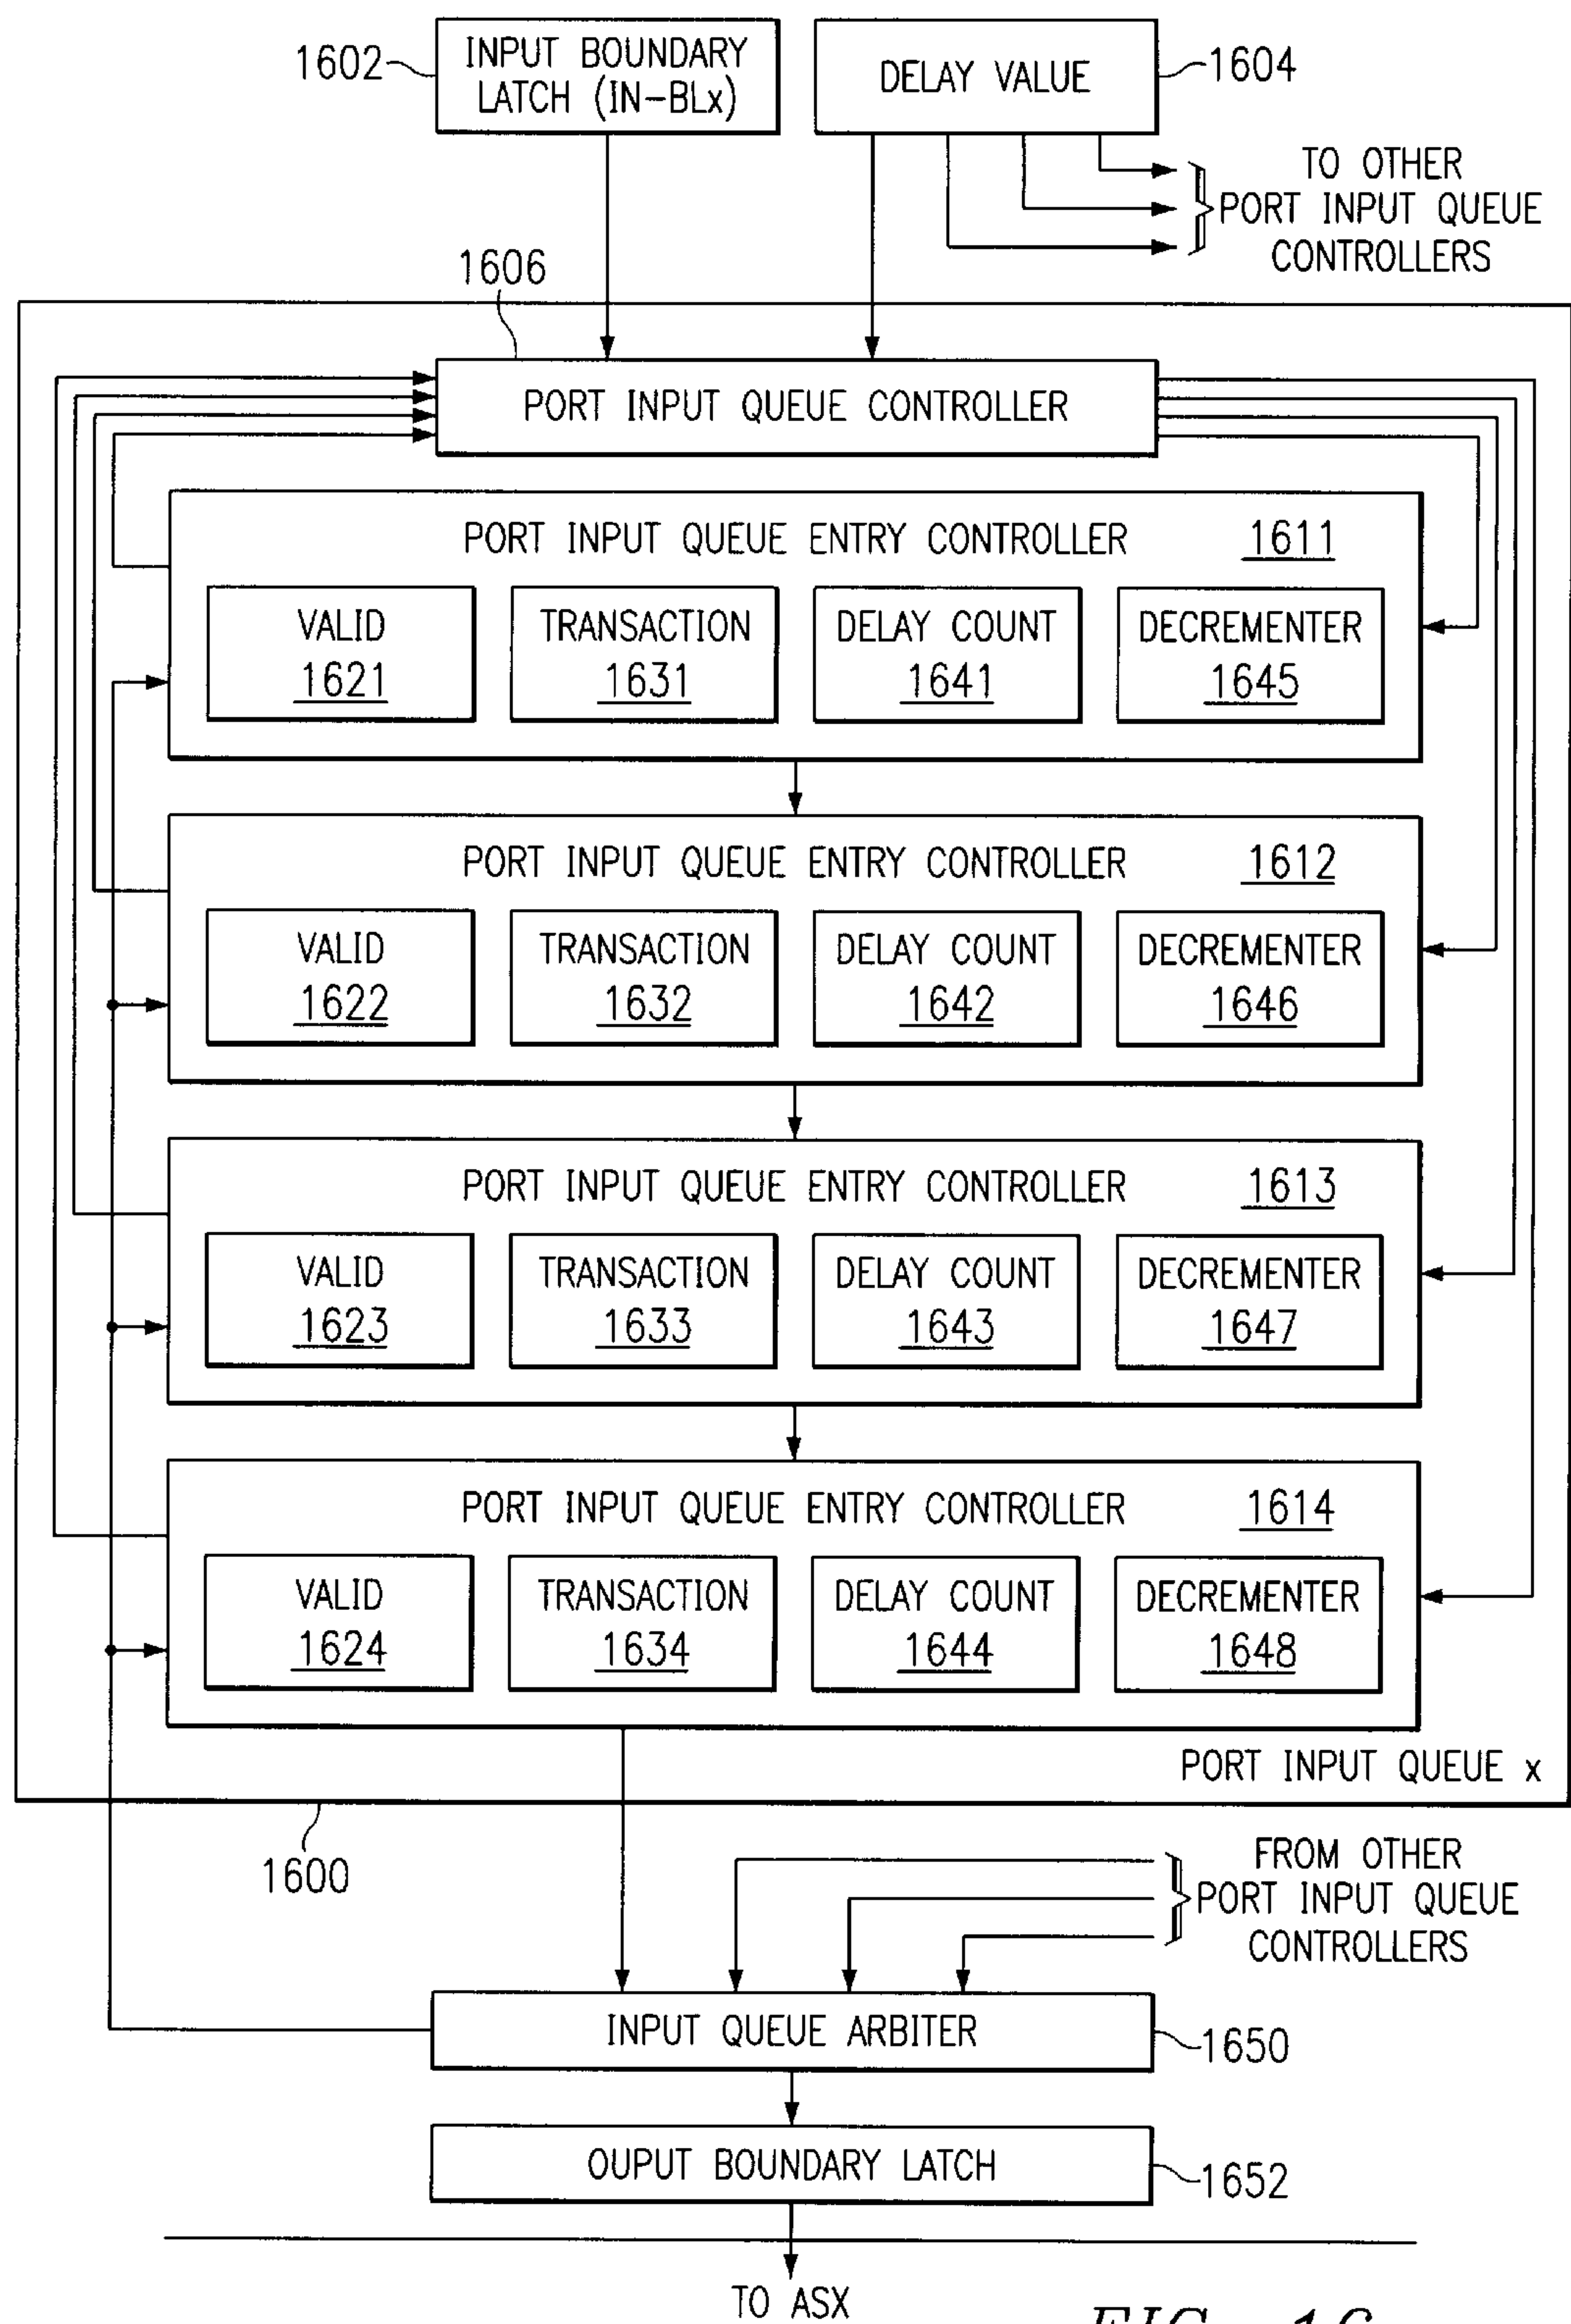 1602
INPUT BOUNDARY
LATCH (IN-BLx)
DELAY VALUE
1604
TO OTHER
PORT INPUT QUEUE
CONTROLLERS
1606
PORT INPUT QUEUE CONTROLLER
PORT INPUT QUEUE ENTRY CONTROLLER 1611
VALID
1621
TRANSACTION
1631
DELAY COUNT
1641
DECREMENTER
1645
PORT INPUT QUEUE ENTRY CONTROLLER 1612
VALID
1622
TRANSACTION
1632
DELAY COUNT
1642
DECREMENTER
1646
PORT INPUT QUEUE ENTRY CONTROLLER 1613
VALID
1623
TRANSACTION
1633
DELAY COUNT
1643
DECREMENTER
1647
PORT INPUT QUEUE ENTRY CONTROLLER 1614
VALID
1624
TRANSACTION
1634
DELAY COUNT
1644
DECREMENTER
1648
PORT INPUT QUEUE x
1600
FROM OTHER
PORT INPUT QUEUE
CONTROLLERS
INPUT QUEUE ARBITER
1650
OUPUT BOUNDARY LATCH
1652
TO ASX
FIG. 16